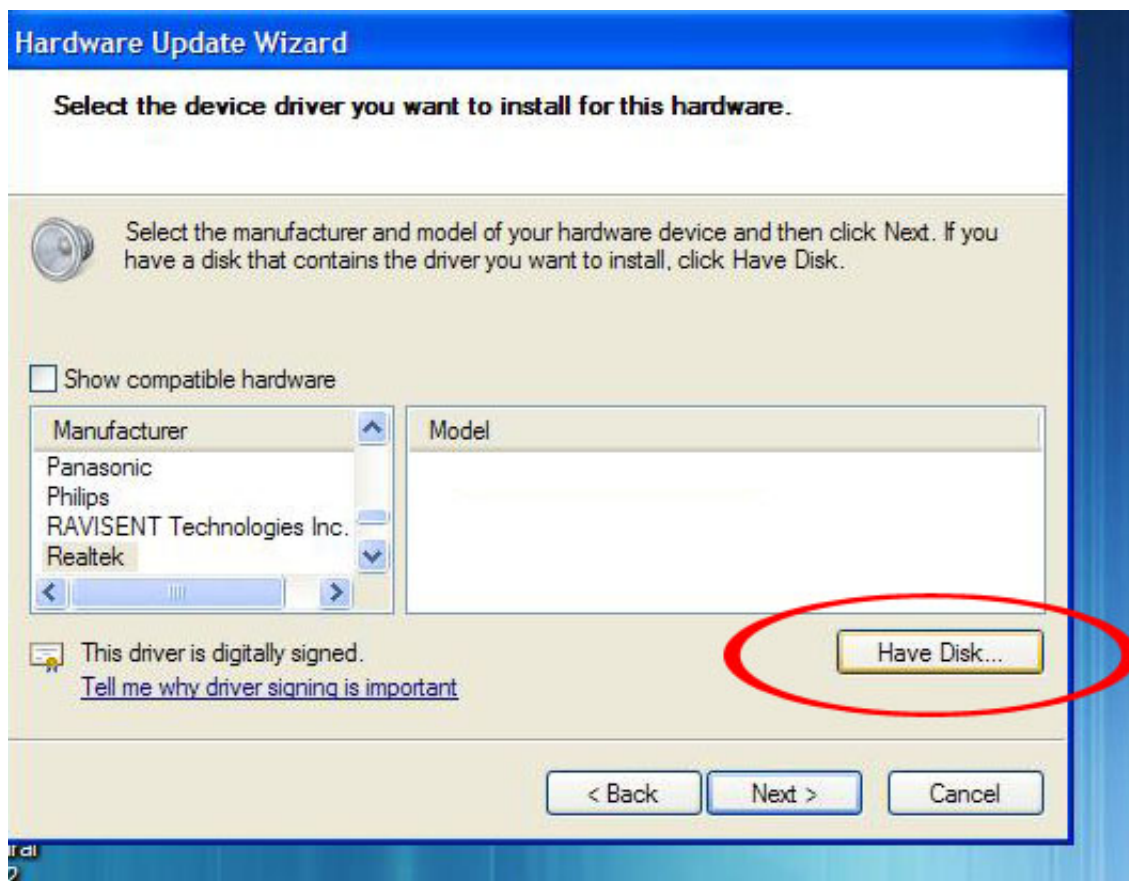 Hardware Update Wizard
Select the device driver you want to install for this hardware.
Select the manufacturer and model of your hardware device and then click Next. If you
have a disk that contains the driver you want to install, click Have Disk.
Show compatible hardware
Manufacturer
Panasonic
Philips
RAVISENT Technologies Inc.
Realtek
Model
This driver is digitally signed.
Have Disk...
Tell me why driver signing is important
< Back
Next >
Cancel
2